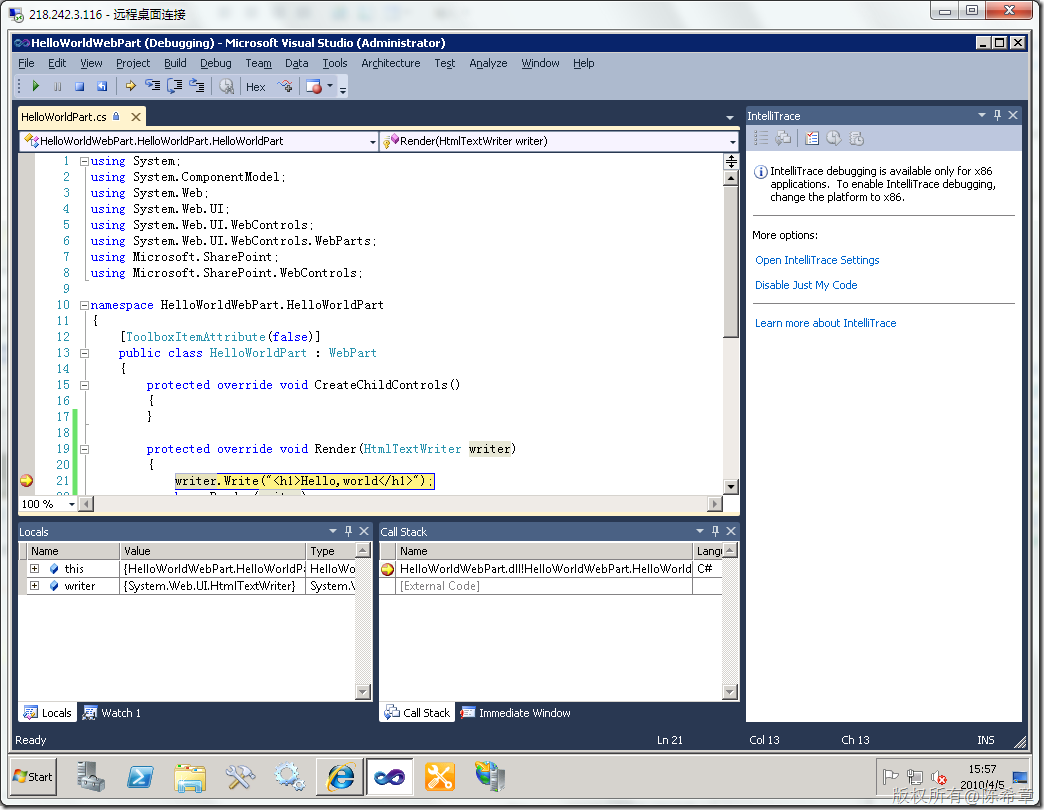 218.242.3.116 - 远程桌面连接
HelloWorldWebPart (Debugging) - Microsoft Visual Studio (Administrator)
File Edit View Project Build Debug Team Data Tools Architecture Test Analyze Window Help
Hex
HelloWorldPart.cs
HelloWorldWebPart.HelloWorldPart.HelloWorldPart
Render(HtmlTextWriter writer)
1 using System;
2 using System.ComponentModel;
3 using System.Web;
4 using System.Web.UI;
5 using System.Web.UI.WebControls;
6 using System.Web.UI.WebControls.WebParts;
7 using Microsoft.SharePoint;
8 using Microsoft.SharePoint.WebControls;
9
10 namespace HelloWorldWebPart.HelloWorldPart
11 {
12 [ToolboxItemAttribute(false)]
13 public class HelloWorldPart : WebPart
14 {
15 protected override void CreateChildControls()
16 {
17 }
18
19 protected override void Render(HtmlTextWriter writer)
20 {
21 writer.Write("<h1>Hello,world</h1>");
100 %
IntelliTrace
IntelliTrace debugging is available only for x86
applications. To enable IntelliTrace debugging,
change the platform to x86.
More options:
Open IntelliTrace Settings
Disable Just My Code
Learn more about IntelliTrace
Locals
Name Value Type
this {HelloWorldWebPart.HelloWorldP HelloWo
writer {System.Web.UI.HtmlTextWriter} System.\
Locals Watch 1
Call Stack
Name Langu
HelloWorldWebPart.dll!HelloWorldWebPart.HelloWorld C#
[External Code]
Call Stack Immediate Window
Ready Ln 21 Col 13 Ch 13 INS
Start
15:57
2010/4/5
版权所有@陈希章